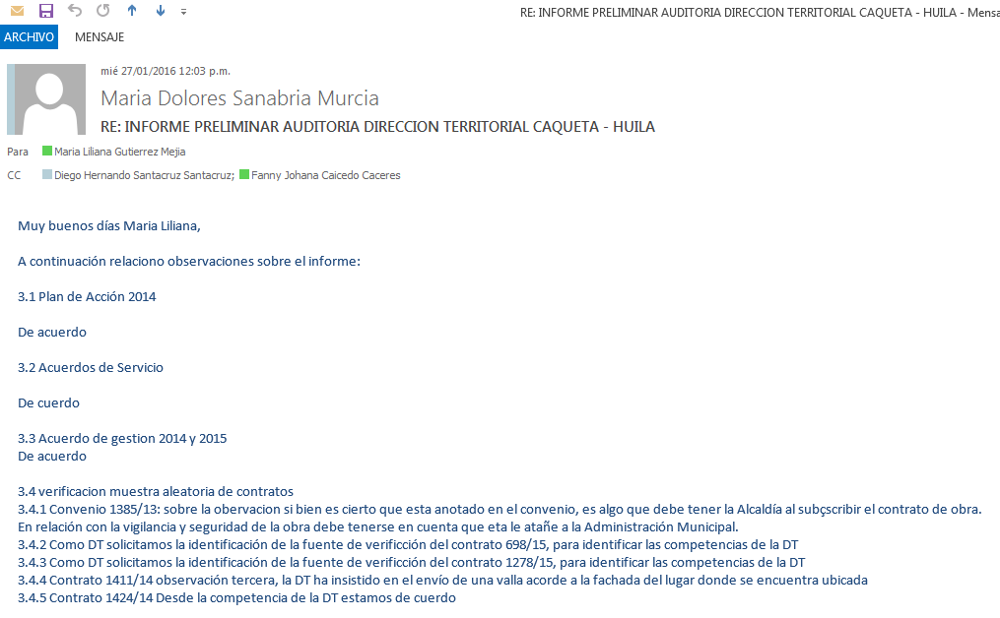 RE: INFORME PRELIMINAR AUDITORIA DIRECCION TERRITORIAL CAQUETA - HUILA - Mensa
ARCHIVO MENSAJE
mié 27/01/2016 12:03 p.m.
Maria Dolores Sanabria Murcia
RE: INFORME PRELIMINAR AUDITORIA DIRECCION TERRITORIAL CAQUETA - HUILA
Para Maria Liliana Gutierrez Mejia
CC Diego Hernando Santacruz Santacruz; Fanny Johana Caicedo Caceres
Muy buenos días Maria Liliana,
A continuación relaciono observaciones sobre el informe:
3.1 Plan de Acción 2014
De acuerdo
3.2 Acuerdos de Servicio
De cuerdo
3.3 Acuerdo de gestion 2014 y 2015
De acuerdo
3.4 verificacion muestra aleatoria de contratos
3.4.1 Convenio 1385/13: sobre la obervacion si bien es cierto que esta anotado en el convenio, es algo que debe tener la Alcaldía al subçscribir el contrato de obra.
En relación con la vigilancia y seguridad de la obra debe tenerse en cuenta que eta le atañe a la Administración Municipal.
3.4.2 Como DT solicitamos la identificación de la fuente de verificción del contrato 698/15, para identificar las competencias de la DT
3.4.3 Como DT solicitamos la identificación de la fuente de verificción del contrato 1278/15, para identificar las competencias de la DT
3.4.4 Contrato 1411/14 observación tercera, la DT ha insistido en el envío de una valla acorde a la fachada del lugar donde se encuentra ubicada
3.4.5 Contrato 1424/14 Desde la competencia de la DT estamos de cuerdo